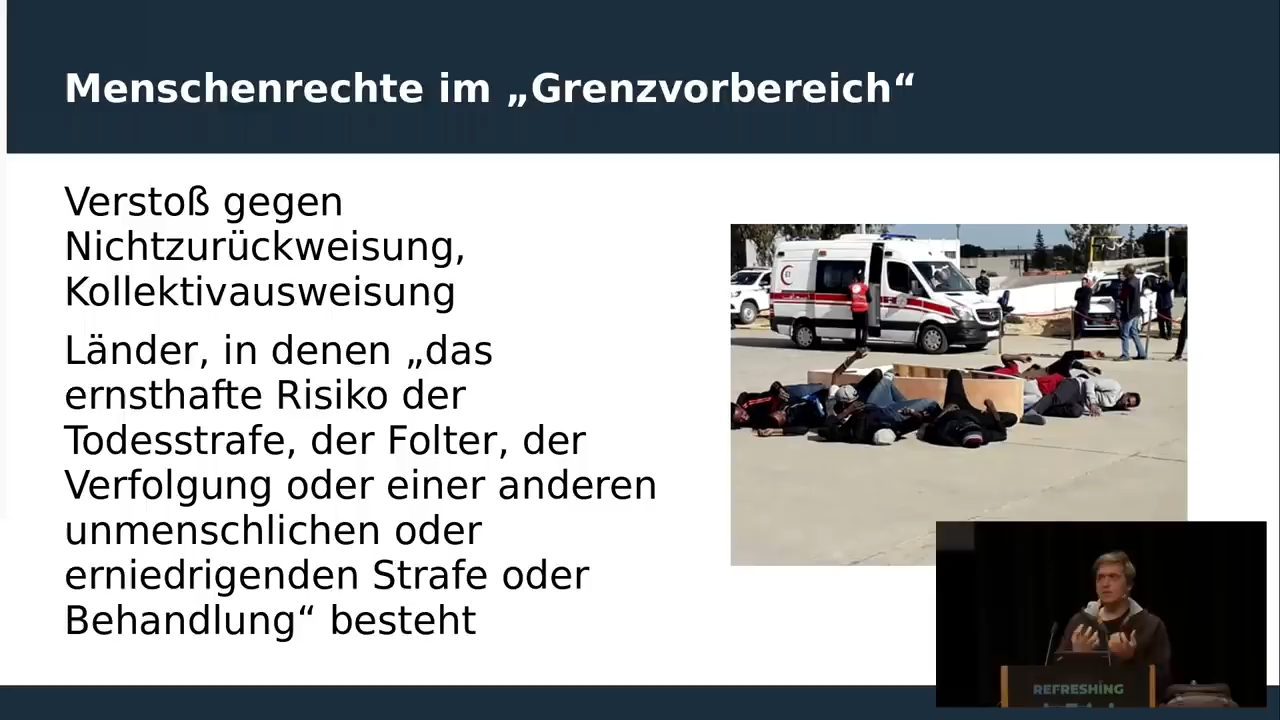 Menschenrechte im „Grenzvorbereich“
Verstoß gegen
Nichtzurückweisung,
Kollektivausweisung
Länder, in denen „das
ernsthafte Risiko der
Todesstrafe, der Folter, der
Verfolgung oder einer anderen
unmenschlichen oder
erniedrigenden Strafe oder
Behandlung“ besteht
REFRESHING